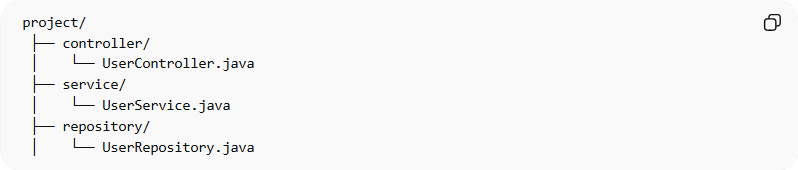 project/
├── controller/
│    └── UserController.java
├── service/
│    └── UserService.java
├── repository/
│    └── UserRepository.java